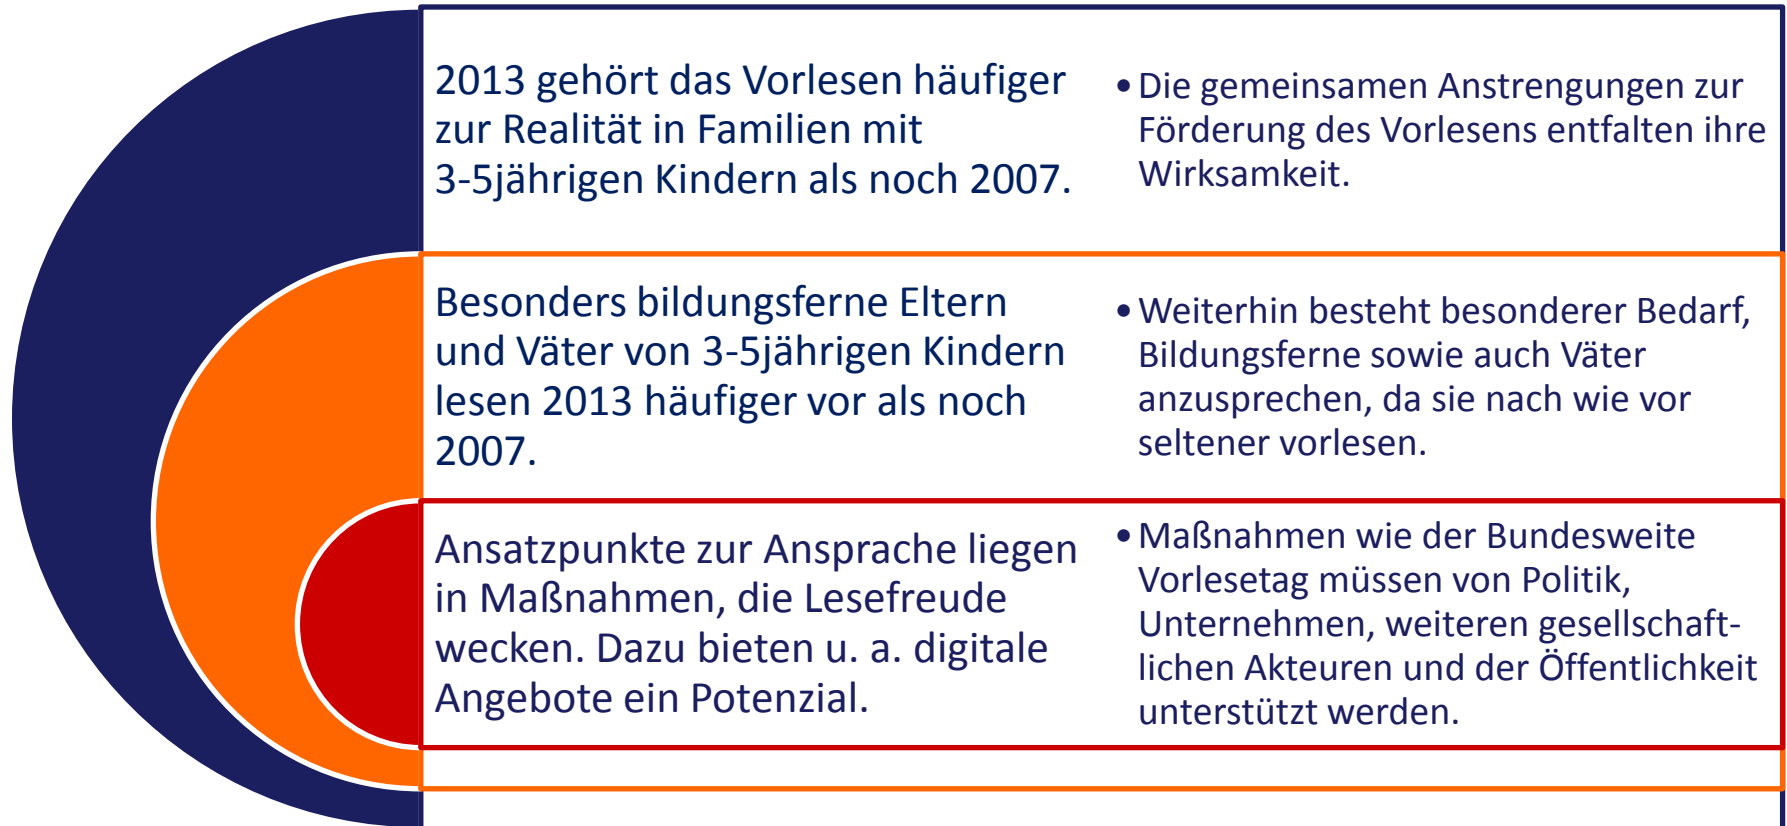 2013 gehört das Vorlesen häufiger
zur Realität in Familien mit
3-5jährigen Kindern als noch 2007.
•Die gemeinsamen Anstrengungen zur
Förderung des Vorlesens entfalten ihre
Wirksamkeit.
Besonders bildungsferne Eltern
und Väter von 3-5jährigen Kindern
lesen 2013 häufiger vor als noch
2007.
•Weiterhin besteht besonderer Bedarf,
Bildungsferne sowie auch Väter
anzusprechen, da sie nach wie vor
seltener vorlesen.
Ansatzpunkte zur Ansprache liegen
in Maßnahmen, die Lesefreude
wecken. Dazu bieten u. a. digitale
Angebote ein Potenzial.
•Maßnahmen wie der Bundesweite
Vorlesetag müssen von Politik,
Unternehmen, weiteren gesellschaft-
lichen Akteuren und der Öffentlichkeit
unterstützt werden.